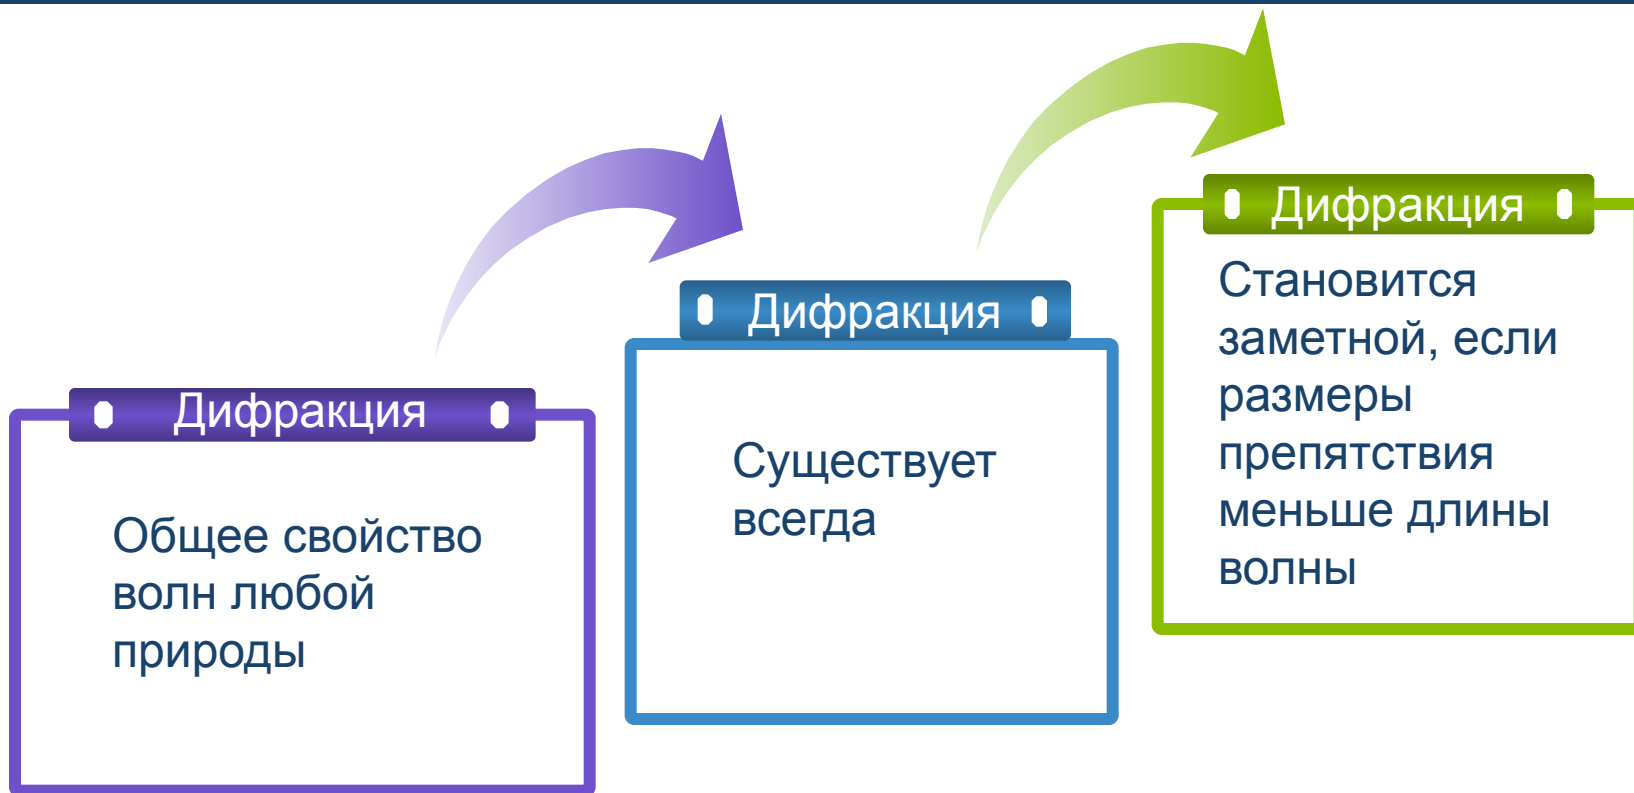 Дифракция
Общее свойство
волн любой
природы
Дифракция
Существует
всегда
Дифракция
Становится
заметной, если
размеры
препятствия
меньше длины
волны